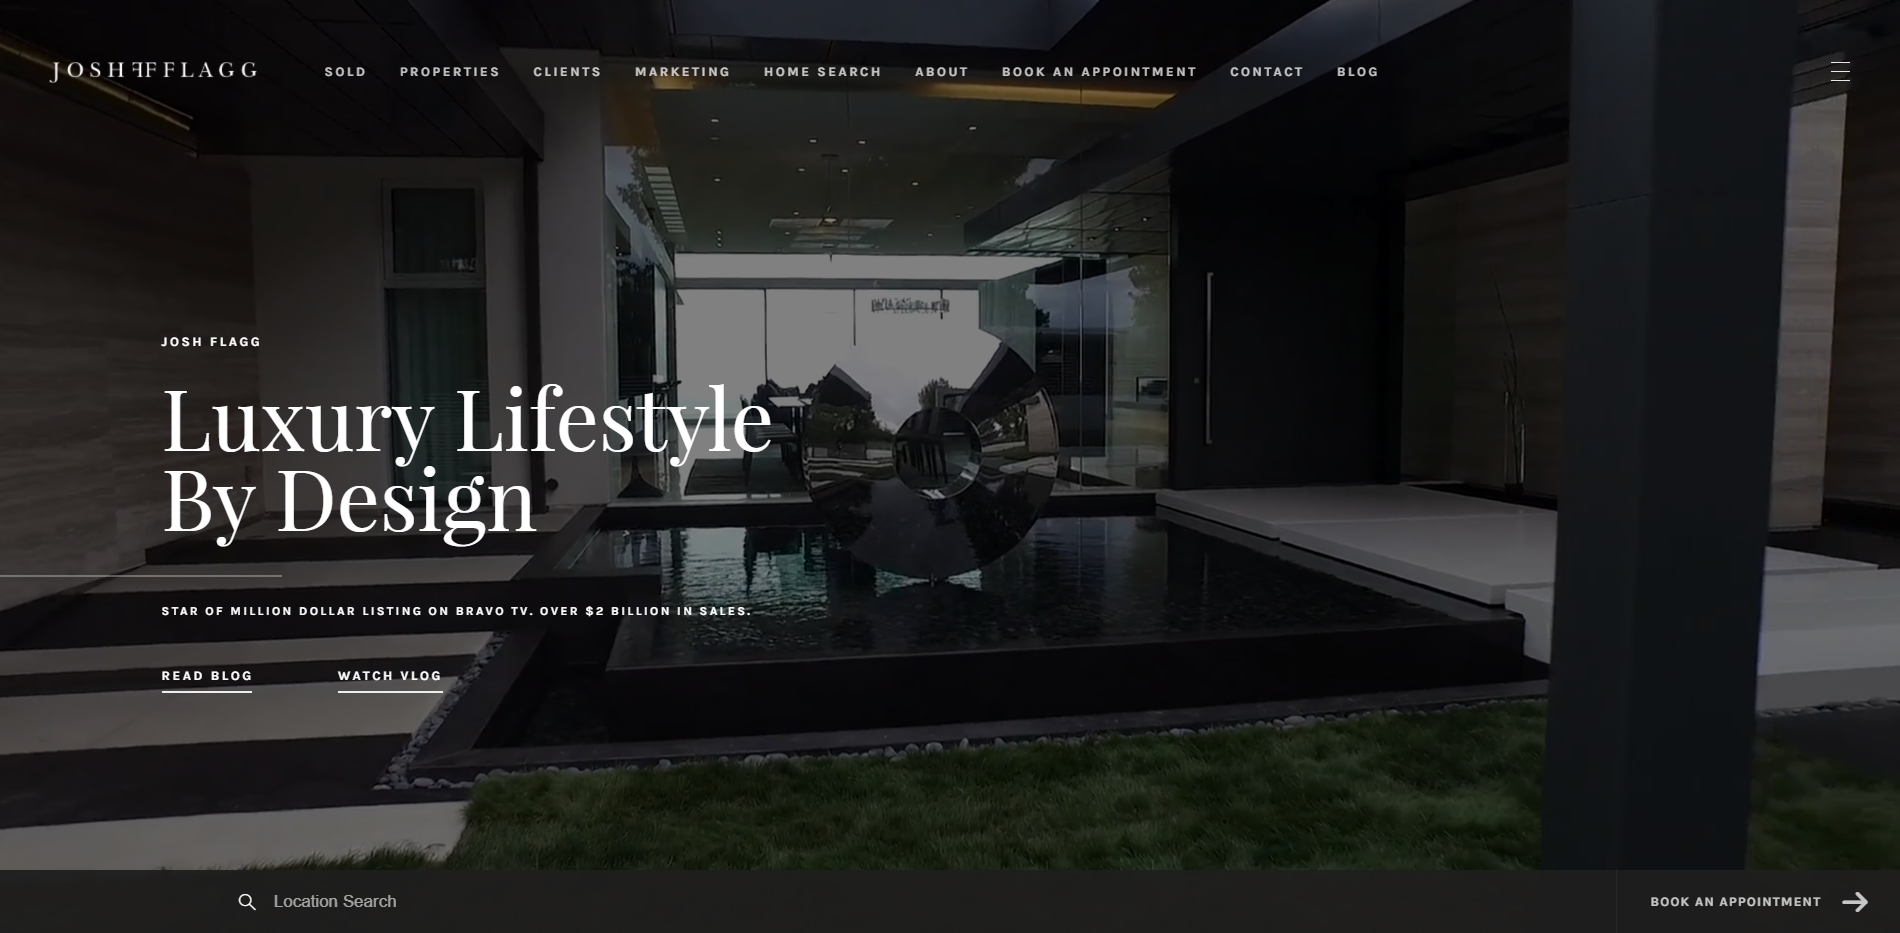 JOSH FLAGG
SOLD
PROPERTIES
CLIENTS
MARKETING
HOME SEARCH
ABOUT
BOOK AN APPOINTMENT
CONTACT
BLOG
JOSH FLAGG
Luxury Lifestyle
By Design
STAR OF MILLION DOLLAR LISTING ON BRAVO TV. OVER $2 BILLION IN SALES.
READ BLOG
WATCH VLOG
Location Search
BOOK AN APPOINTMENT